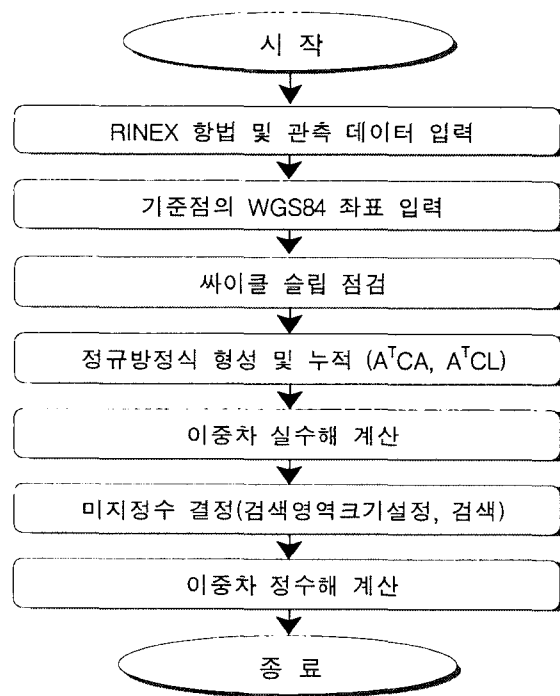 시 작
RINEX 항법 및 관측 데이터 입력
기준점의 WGS84 좌표 입력
싸이클 슬립 점검
정규방정식 형성 및 누적 (AᵀCA, AᵀCL)
이중차 실수해 계산
미지정수 결정(검색영역크기설정, 검색)
이중차 정수해 계산
종 료